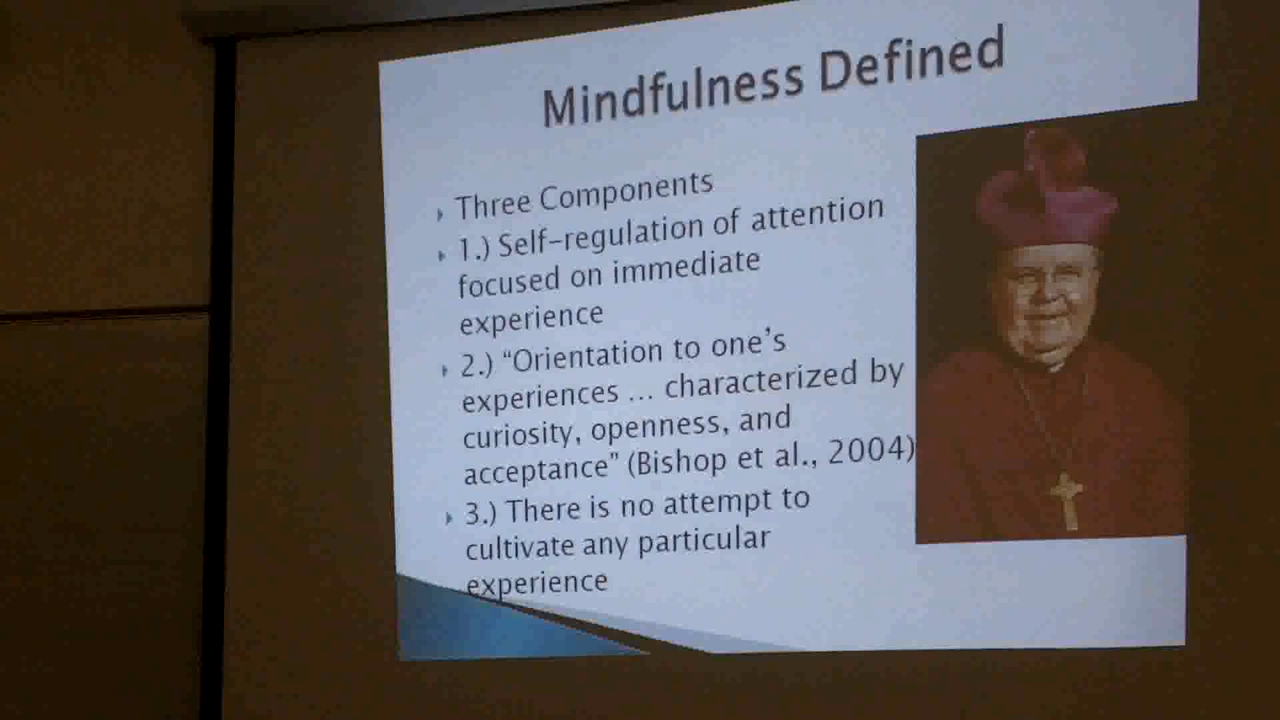 Mindfulness Defined
Three Components
1.) Self-regulation of attention
focused on immediate
experience
2.) “Orientation to one’s
experiences ... characterized by
curiosity, openness, and
acceptance” (Bishop et al., 2004)
3.) There is no attempt to
cultivate any particular
experience